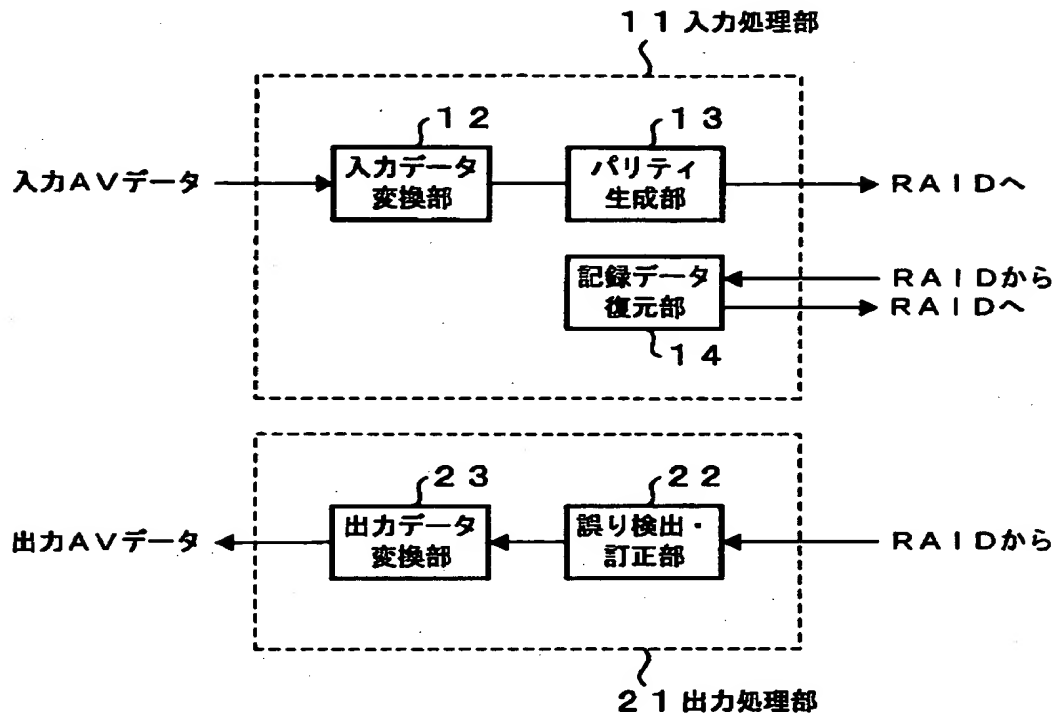 １１入力処理部
１２
１３
入力AVデータ
入力データ
変換部
パリティ
生成部
RAIDへ
記録データ
復元部
RAIDから
RAIDへ
１４
２３
２２
出力AVデータ
出力データ
変換部
誤り検出・
訂正部
RAIDから
２１出力処理部